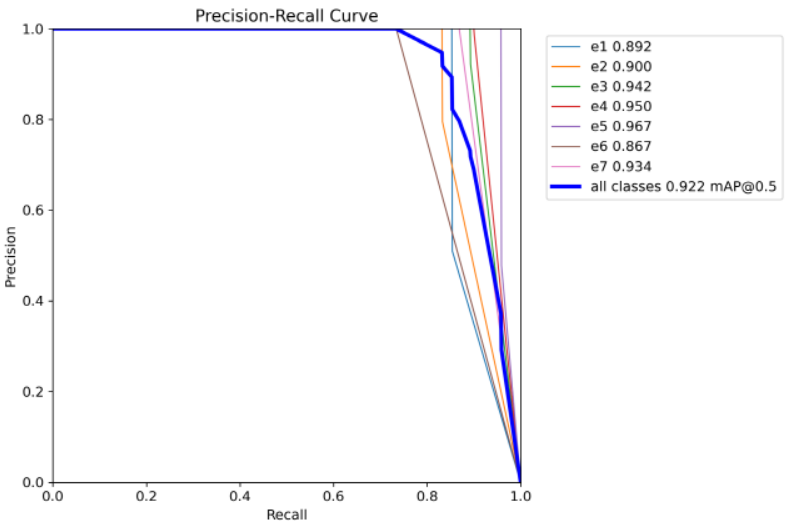 Precision-Recall Curve
1.0
0.8
0.6
0.4
0.2
0.0
Precision
0.0 0.2 0.4 0.6 0.8 1.0
Recall
e1 0.892
e2 0.900
e3 0.942
e4 0.950
e5 0.967
e6 0.867
e7 0.934
all classes 0.922 mAP@0.5